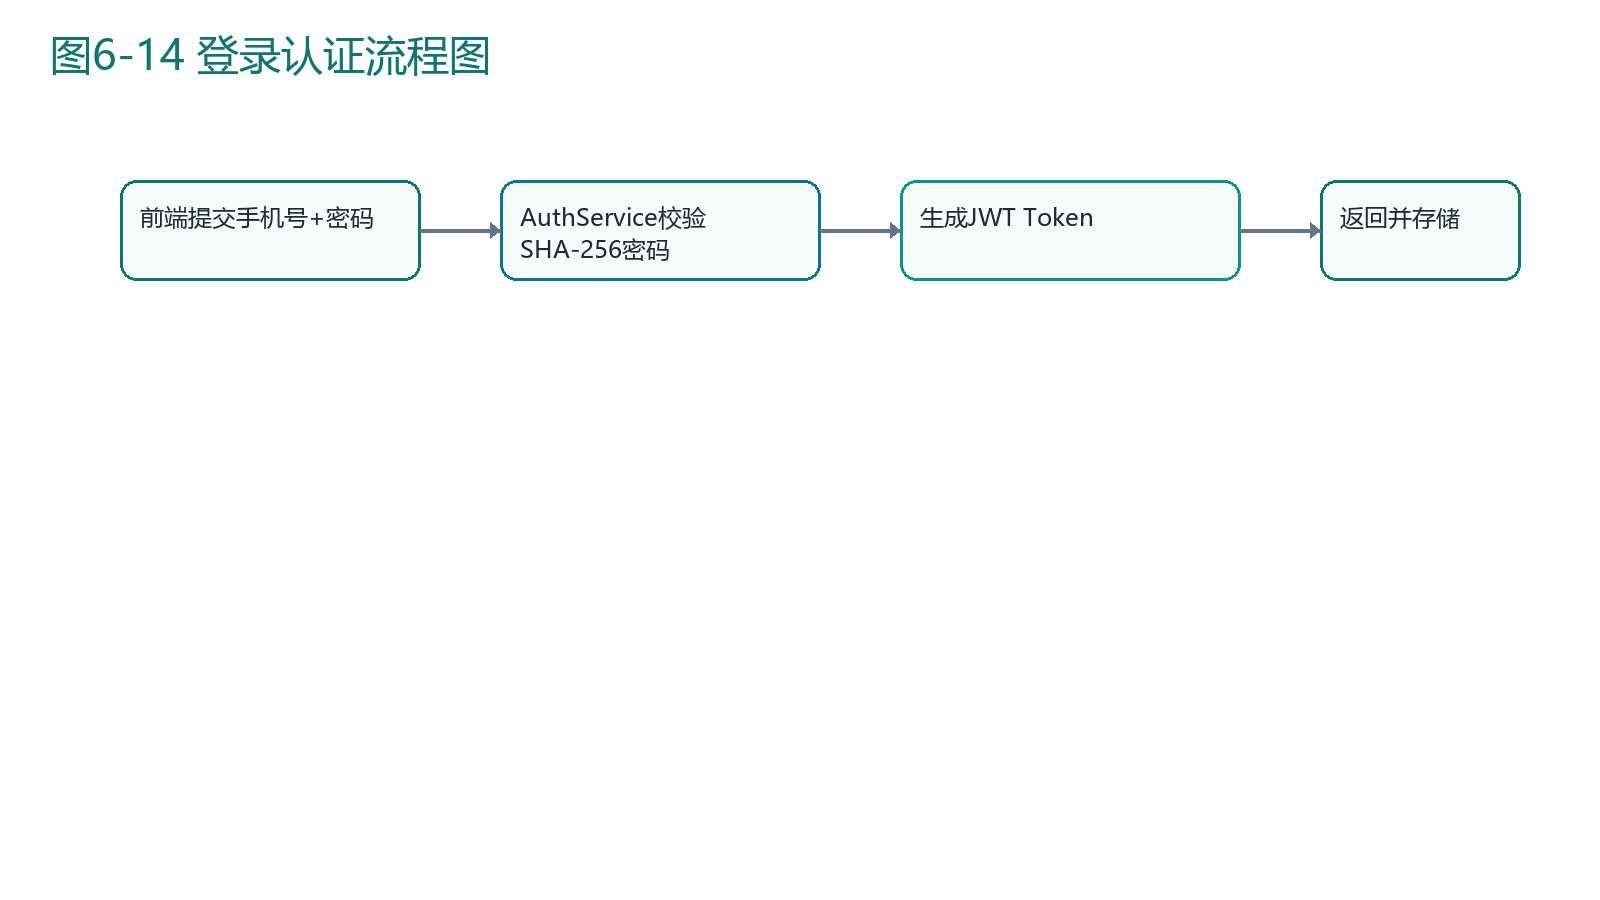 图6-14 登录认证流程图
前端提交手机号+密码
AuthService校验
SHA-256密码
生成JWT Token
返回并存储